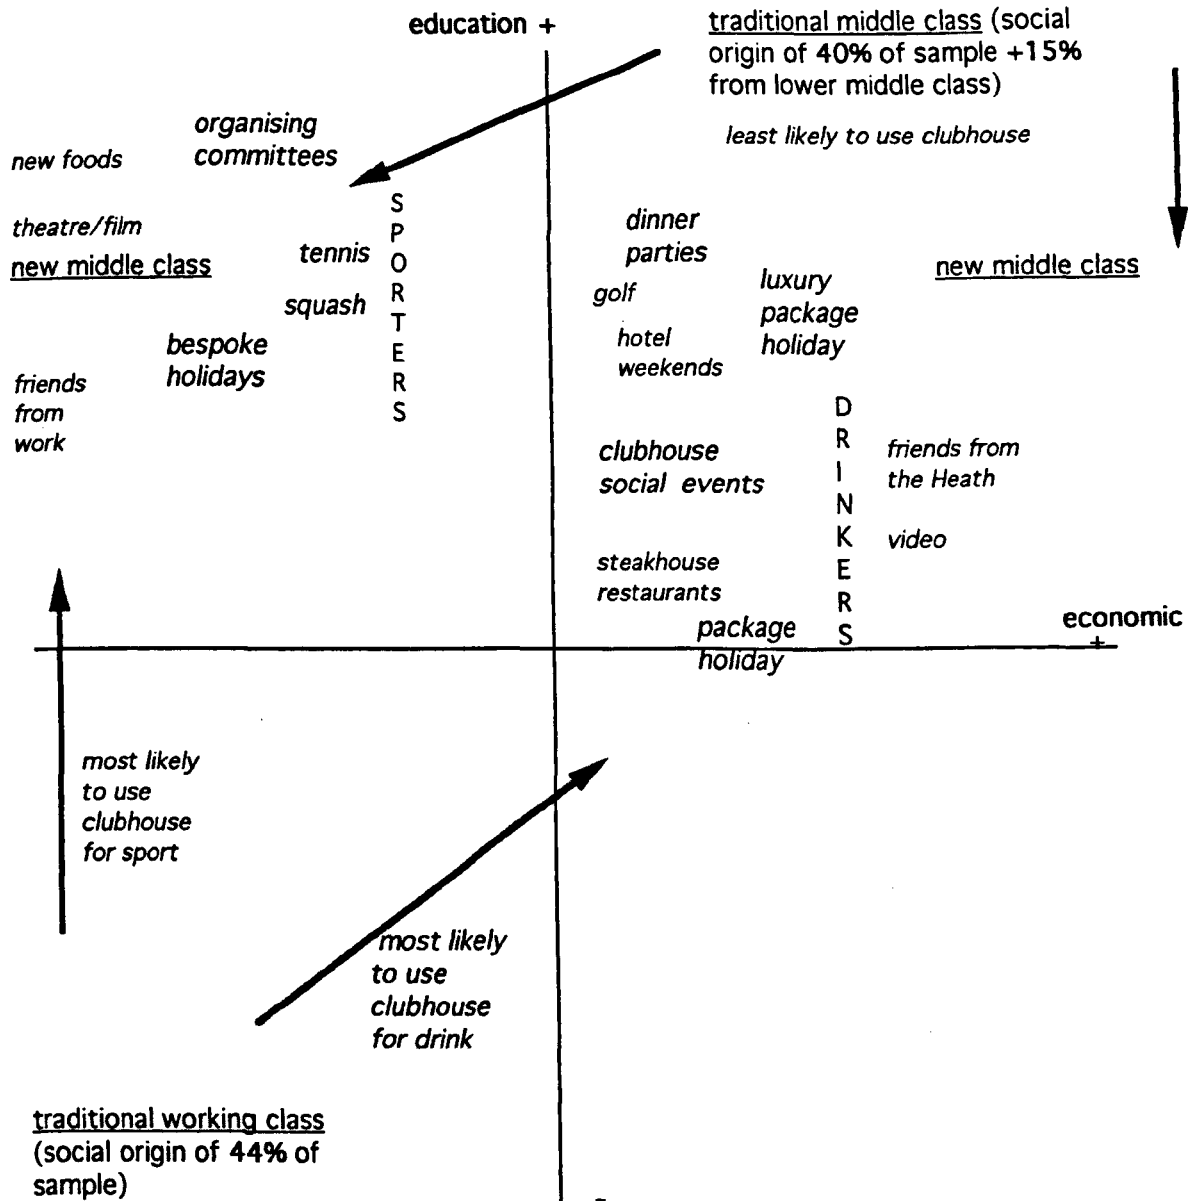 education +
traditional middle class (social
origin of 40% of sample +15%
from lower middle class)
least likely to use clubhouse
organising
committees
new foods
theatre/film
new middle class
tennis
squash
bespoke
holidays
friends
from
work
S
P
O
R
T
E
R
S
dinner
parties
golf
luxury
package
holiday
hotel
weekends
new middle class
D
R
I
N
K
E
R
S
clubhouse
social events
friends from
the Heath
video
steakhouse
restaurants
package
holiday
economic
+
most likely
to use
clubhouse
for sport
most likely
to use
clubhouse
for drink
traditional working class
(social origin of 44% of
sample)
-